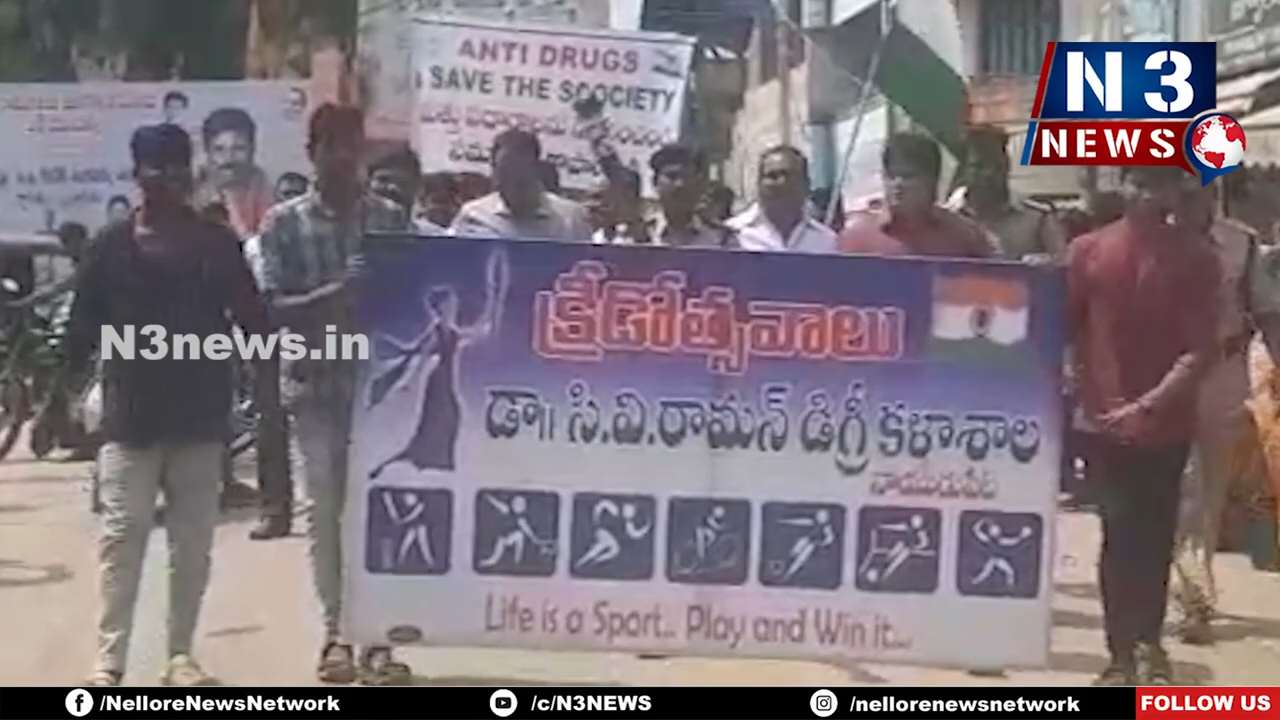 ANTI DRUGS
SAVE THE SOOCIETY
N3
NEWS
N3news.in
క్రీడోత్సవాలు
డా|| సి.వి.రామన్ డిగ్రీ కళాశాల
నాయుడుపేట
Life is a Sport.. Play and Win it...
/NelloreNewsNetwork
/c/N3NEWS
/nellorenewsnetwork
FOLLOW US